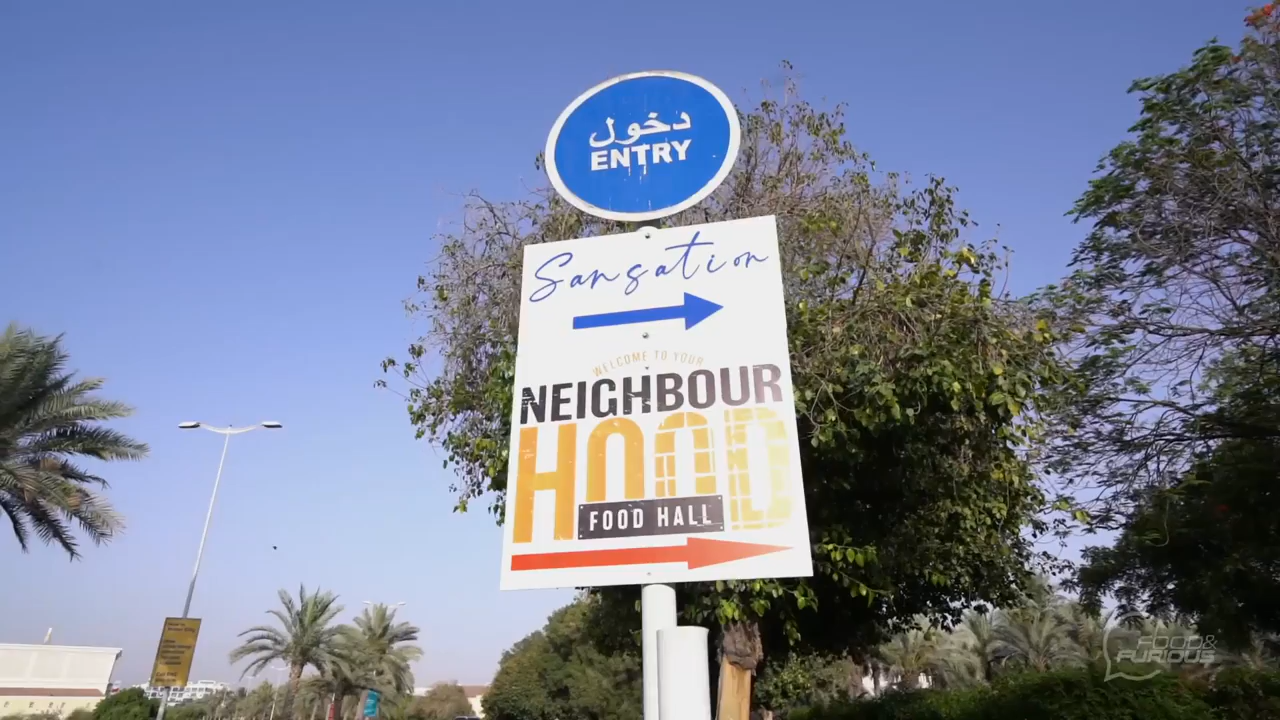 دخول
ENTRY
Sansation
WELCOME TO YOUR
NEIGHBOUR
HOOD
FOOD HALL
FOOD&
FURIOUS